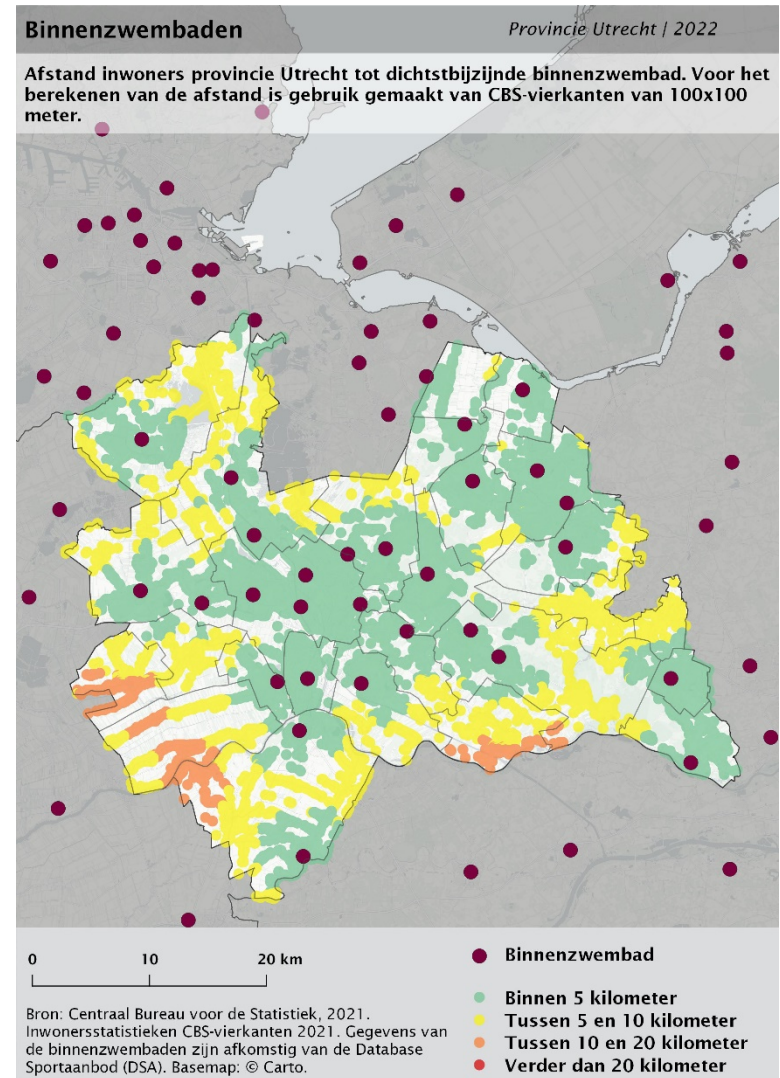 Binnenzwembaden
Provincie Utrecht | 2022
Afstand inwoners provincie Utrecht tot dichtstbijzijnde binnenzwembad. Voor het
berekenen van de afstand is gebruik gemaakt van CBS-vierkanten van 100x100
meter.
0 10 20 km
Bron: Centraal Bureau voor de Statistiek, 2021.
Inwonersstatistieken CBS-vierkanten 2021. Gegevens van
de binnenzwembaden zijn afkomstig van de Database
Sportaanbod (DSA). Basemap: © Carto.
Binnenzwembad
Binnen 5 kilometer
Tussen 5 en 10 kilometer
Tussen 10 en 20 kilometer
Verder dan 20 kilometer